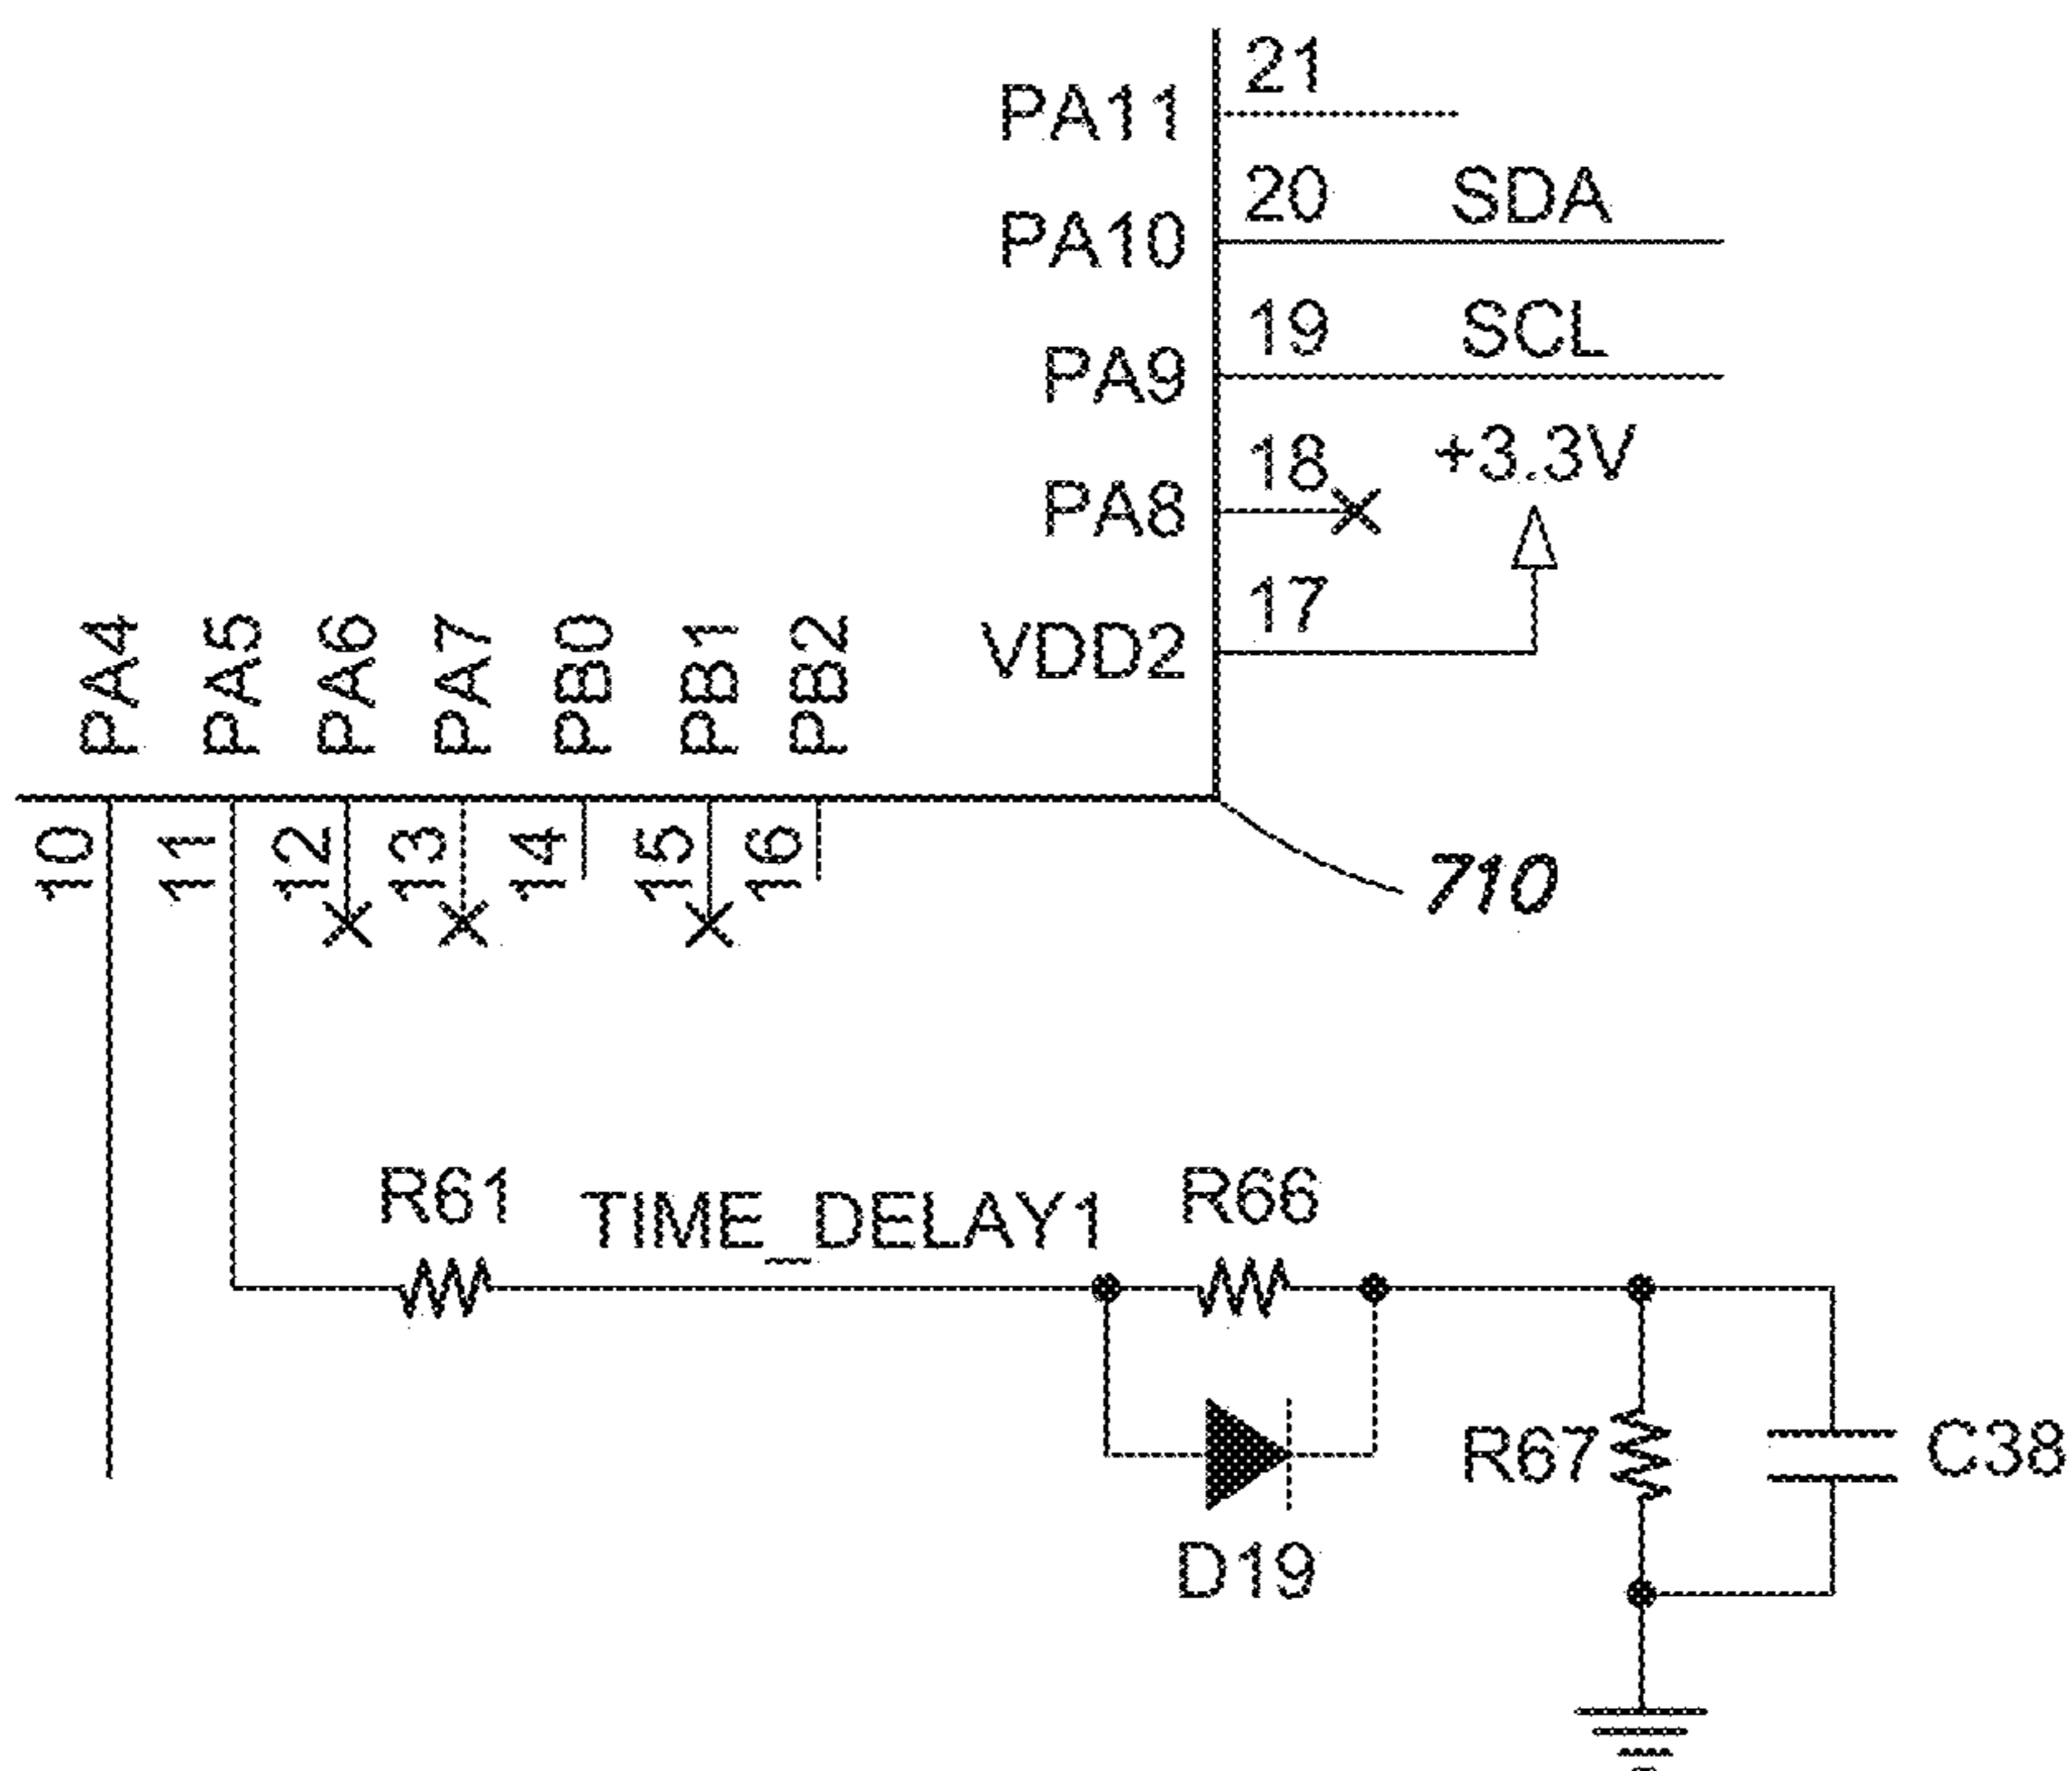 21
PA11
20 SDA
PA10
19 SCL
PA9
18 +3.3V
PA8
17
VDD2
PA4 PA5 PA6 PA7 PB0 PB1 PB2
10 11 12 13 14 15 16
710
R61 TIME_DELAY1 R66
R67 C38
D19